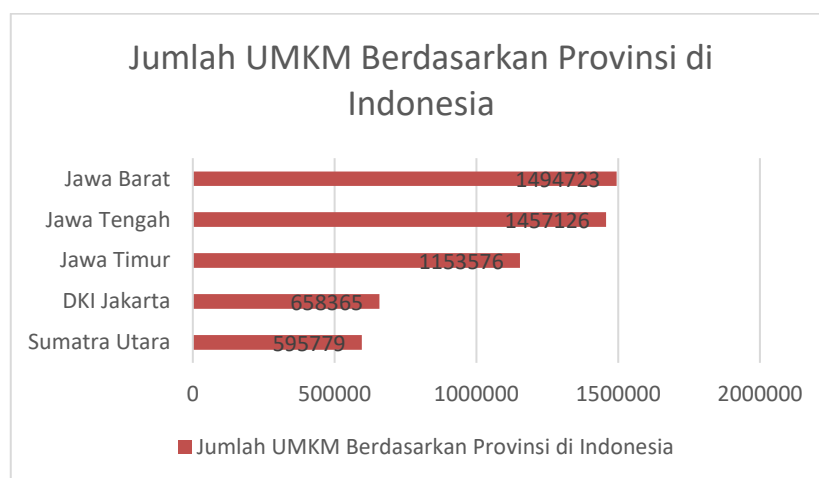 Jumlah UMKM Berdasarkan Provinsi di
Indonesia
Jawa Barat 1494723
Jawa Tengah 1457126
Jawa Timur 1153576
DKI Jakarta 658365
Sumatra Utara 595779
0 500000 1000000 1500000 2000000
Jumlah UMKM Berdasarkan Provinsi di Indonesia